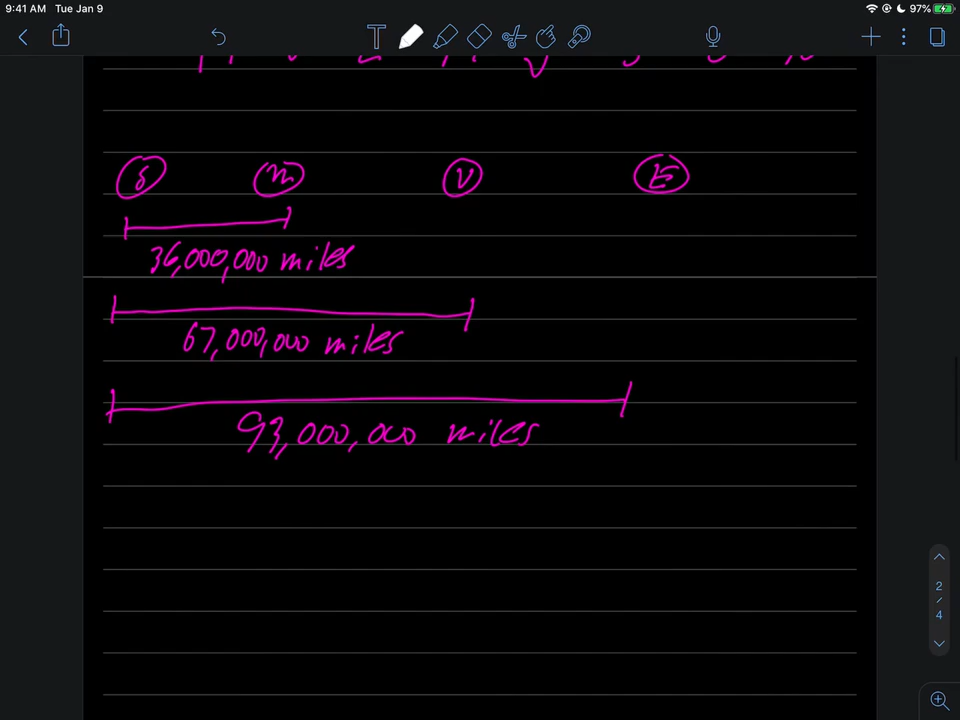 9:41 AM Tue Jan 9
97%
T
S m V E
36,000,000 miles
67,000,000 miles
93,000,000 miles
2
/
4